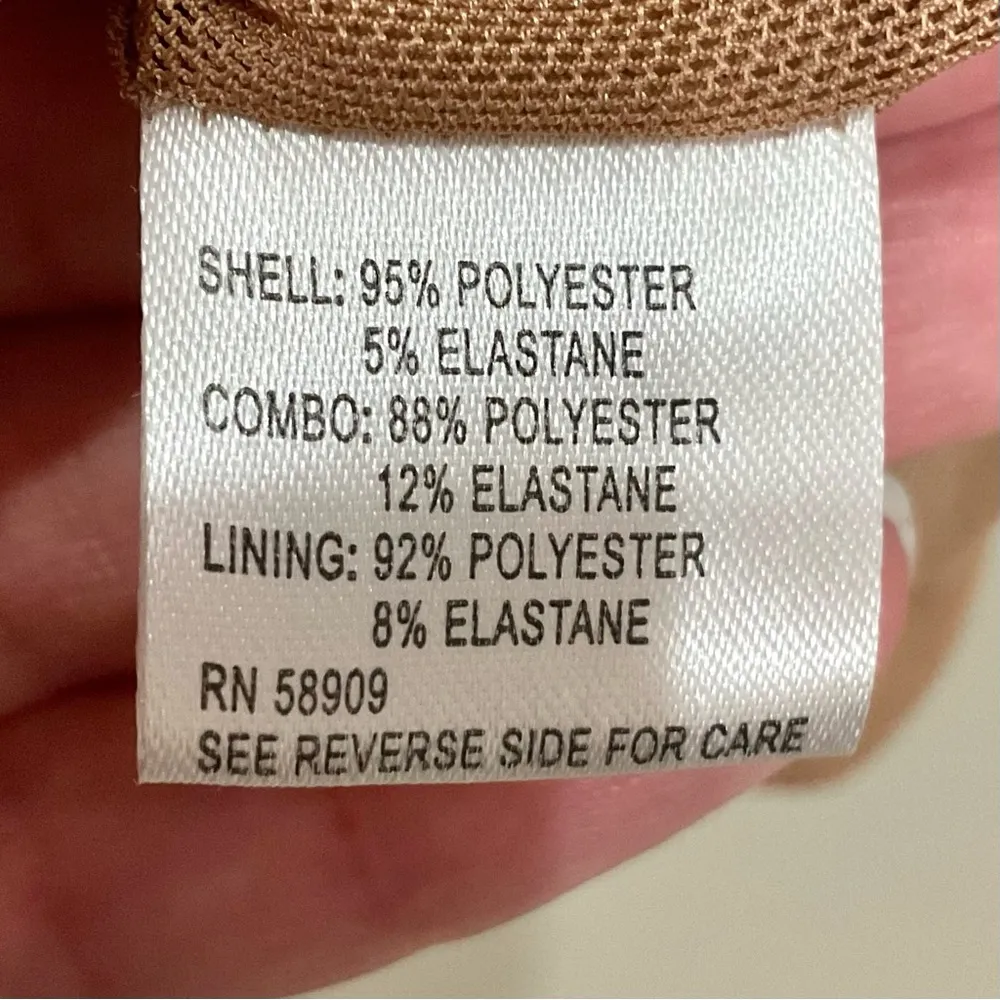 SHELL: 95% POLYESTER
5% ELASTANE
COMBO: 88% POLYESTER
12% ELASTANE
LINING: 92% POLYESTER
8% ELASTANE
RN 58909
SEE REVERSE SIDE FOR CARE